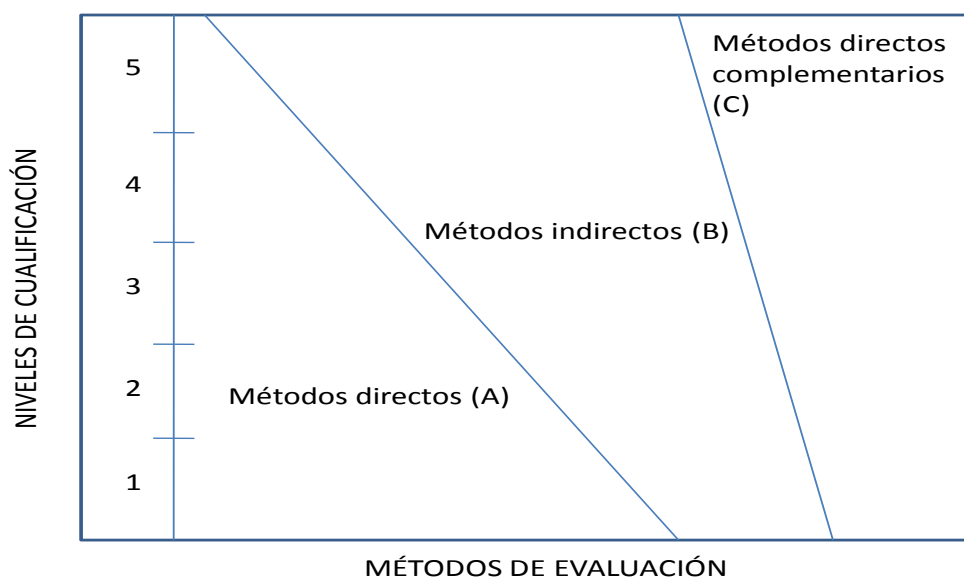 Métodos directos
complementarios
(C)
5
4
Métodos indirectos (B)
3
2
Métodos directos (A)
1
NIVELES DE CUALIFICACIÓN
MÉTODOS DE EVALUACIÓN